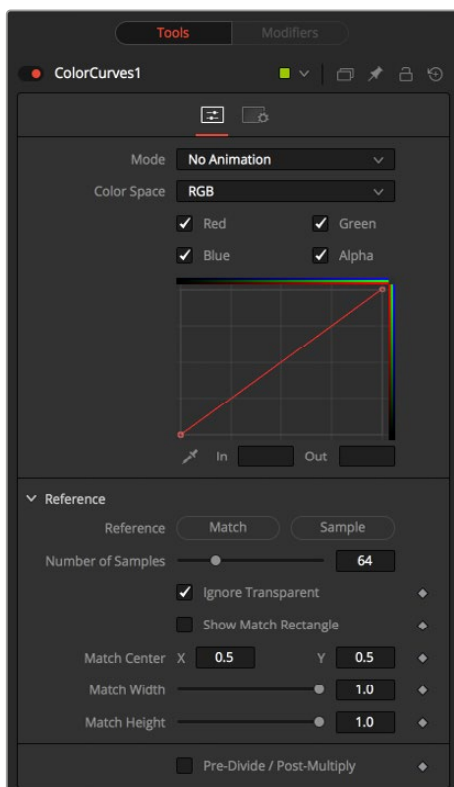 Tools Modifiers
ColorCurves1
Mode No Animation
Color Space RGB
Red Green
Blue Alpha
In Out
Reference
Reference Match Sample
Number of Samples 64
Ignore Transparent
Show Match Rectangle
Match Center X 0.5 Y 0.5
Match Width 1.0
Match Height 1.0
Pre-Divide / Post-Multiply